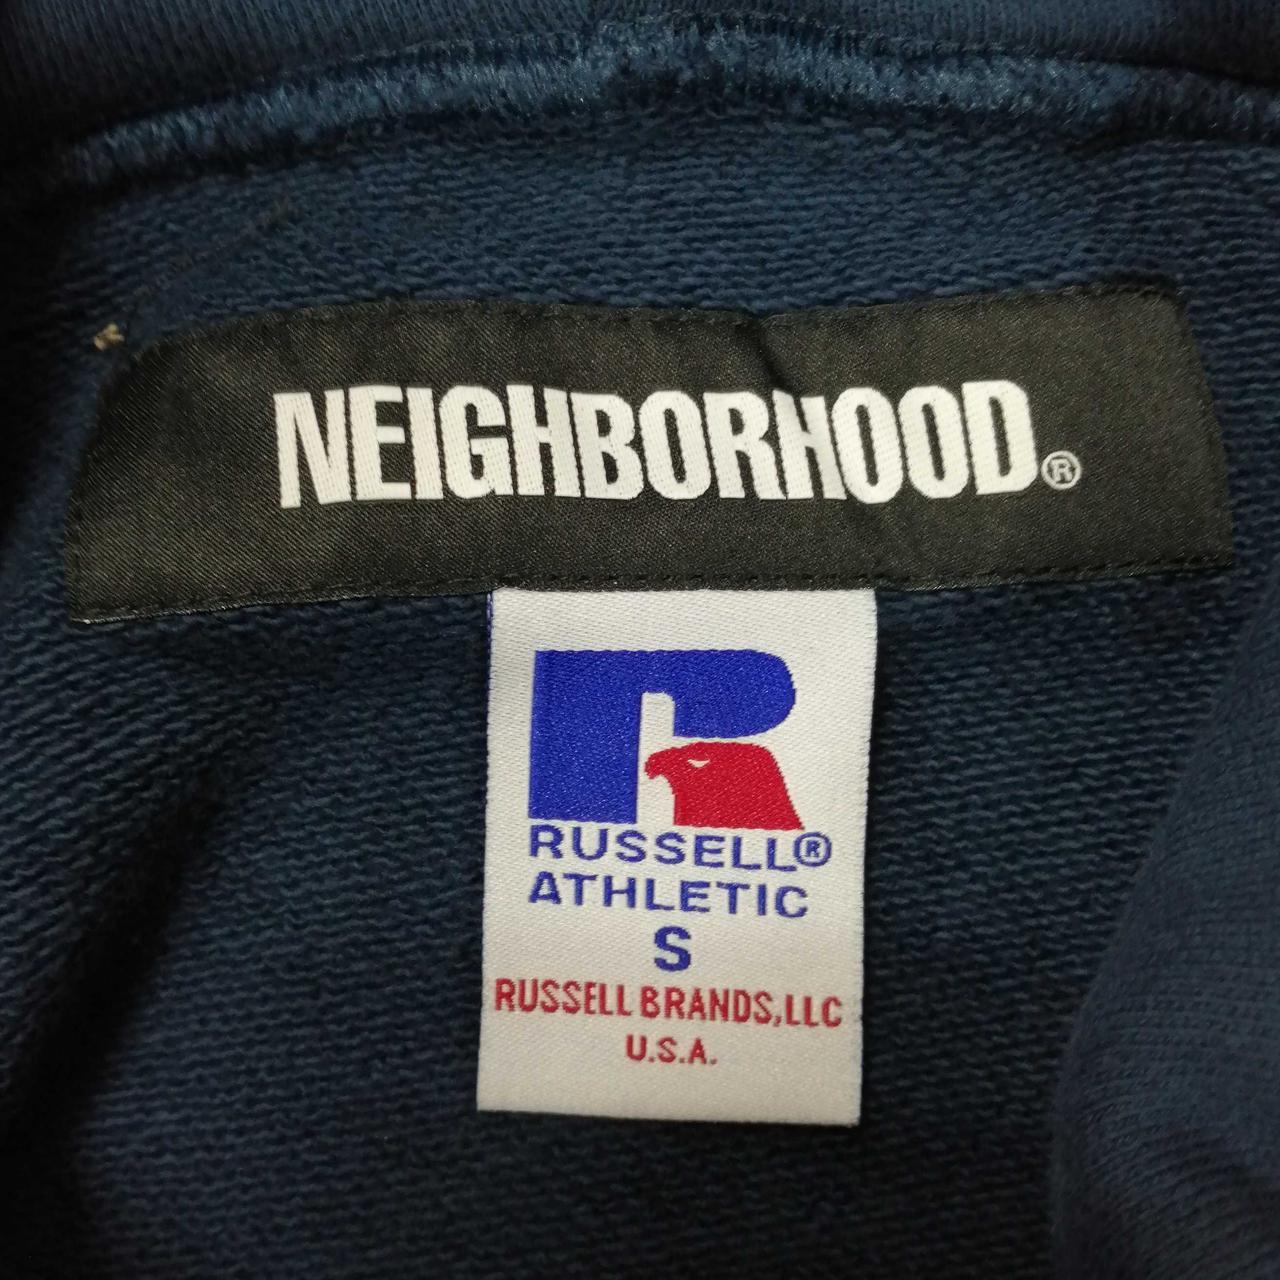 NEIGHBORHOOD®
RUSSELL®
ATHLETIC
S
RUSSELL BRANDS,LLC
U.S.A.